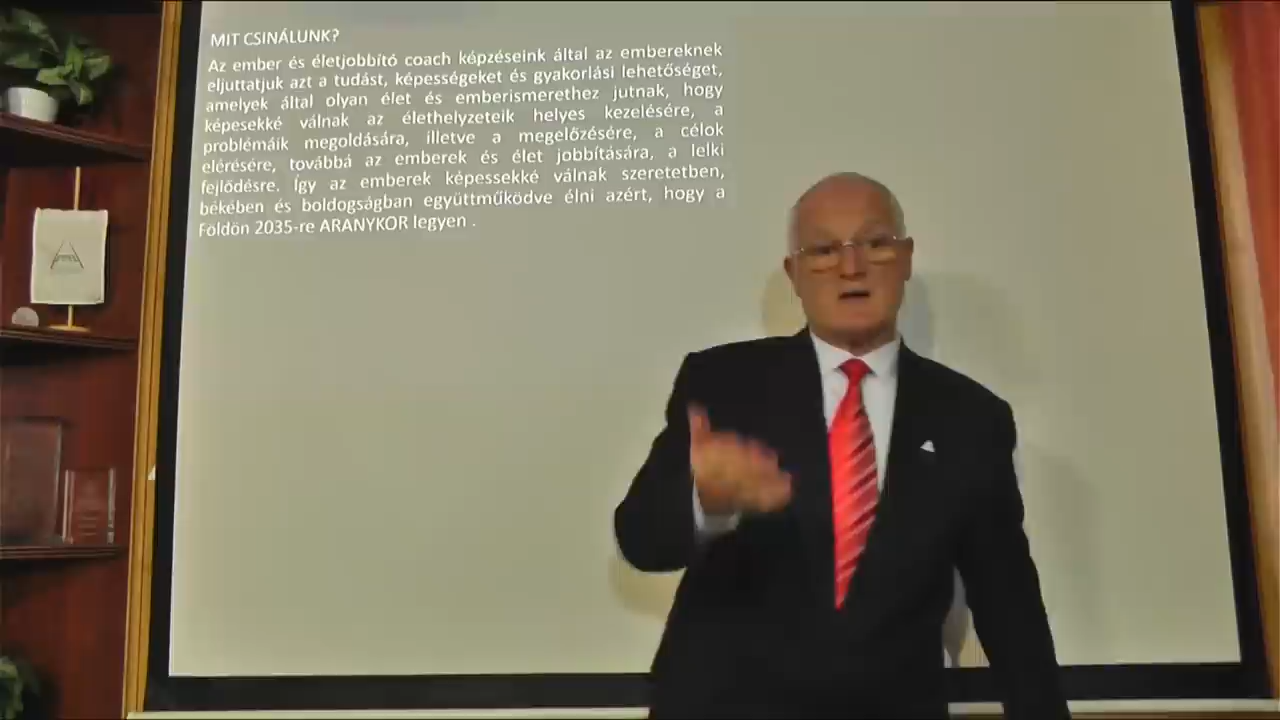 MIT CSINÁLUNK?
Az ember és életjobbító coach képzéseink által az embereknek
eljuttatjuk azt a tudást, képességeket és gyakorlási lehetőséget,
amelyek által olyan élet és emberismerethez jutnak, hogy
képesekké válnak az élethelyzeteik helyes kezelésére, a
problémáik megoldására, illetve a megelőzésére, a célok
elérésére, továbbá az emberek és élet jobbítására, a lelki
fejlődésre. Így az emberek képessekké válnak szeretetben,
békében és boldogságban együttműködve élni azért, hogy a
Földön 2035-re ARANYKOR legyen .